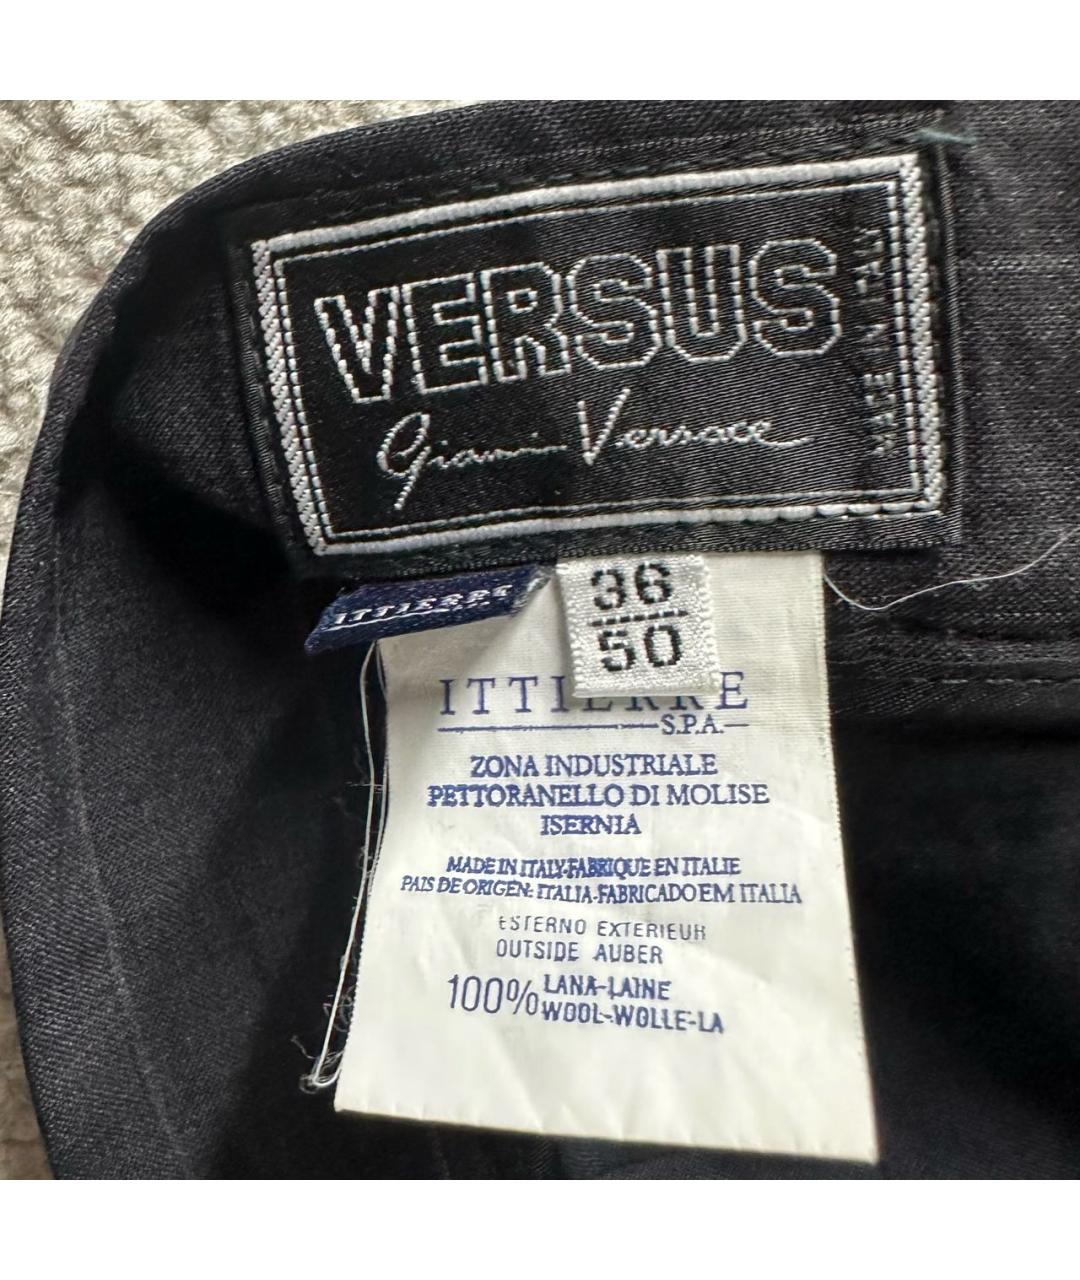 VERSUS
Gianni Versace
MADE IN ITALY
ITTIERRE
36
50
ITTIERRE
S.P.A.
ZONA INDUSTRIALE
PETTORANELLO DI MOLISE
ISERNIA
MADE IN ITALY-FABRIQUE EN ITALIE
PAIS DE ORIGEN: ITALIA-FABRICADO EM ITALIA
ESTERNO EXTERIEUR
OUTSIDE AUBER
100% LANA-LAINE
WOOL-WOLLE-LA